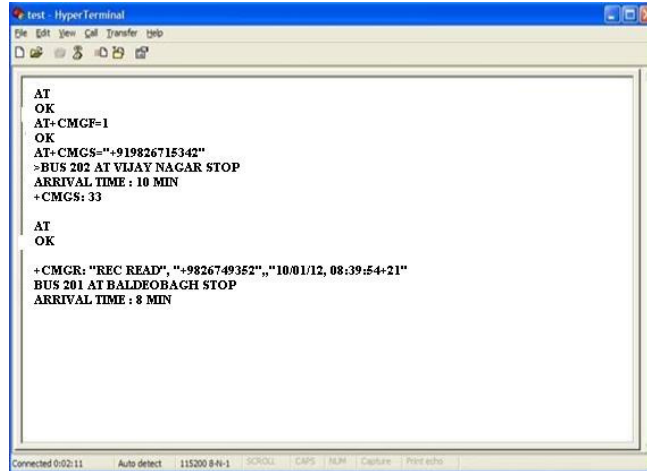 test - HyperTerminal
File Edit View Call Transfer Help
AT
OK
AT+CMGF=1
OK
AT+CMGS="+919826715342"
>BUS 202 AT VIJAY NAGAR STOP
ARRIVAL TIME : 10 MIN
+CMGS: 33
AT
OK
+CMGR: "REC READ", "+9826749352",,"10/01/12, 08:39:54+21"
BUS 201 AT BALDEOBAGH STOP
ARRIVAL TIME : 8 MIN
Connected 0:02:11 Auto detect 115200 8-N-1 SCROLL CAPS NUM Capture Print echo